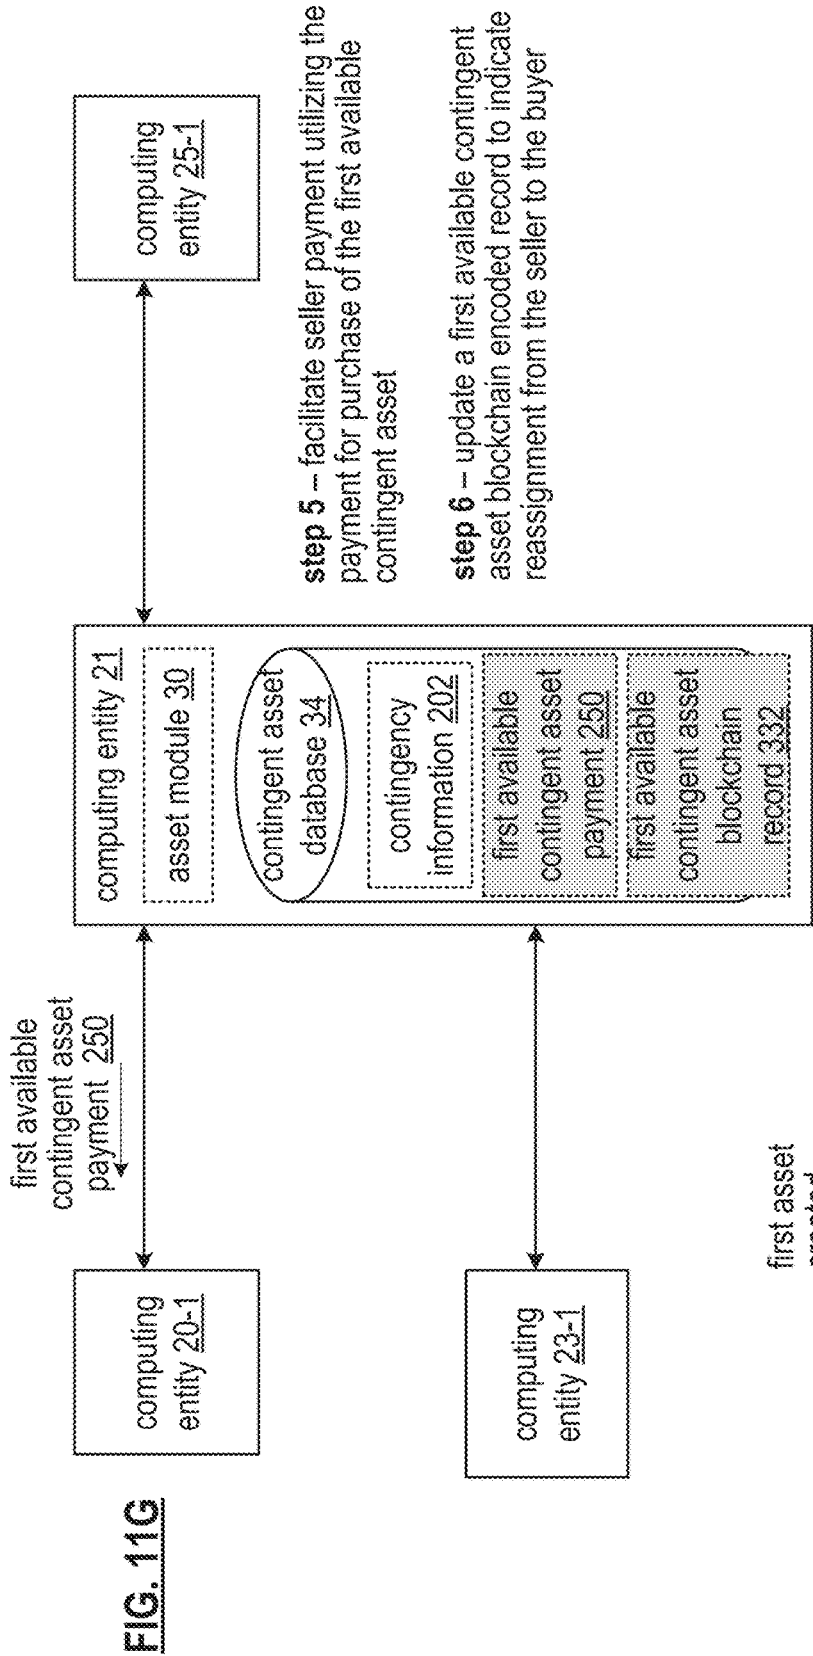 FIG. 11G
computing
entity 20-1
first available
contingent asset
payment 250
computing entity 21
asset module 30
contingent asset
database 34
contingency
information 202
first available
contingent asset
payment 250
first available
contingent asset
blockchain
record 332
computing
entity 25-1
computing
entity 23-1
step 5 – facilitate seller payment utilizing the
payment for purchase of the first available
contingent asset
step 6 – update a first available contingent
asset blockchain encoded record to indicate
reassignment from the seller to the buyer
first asset